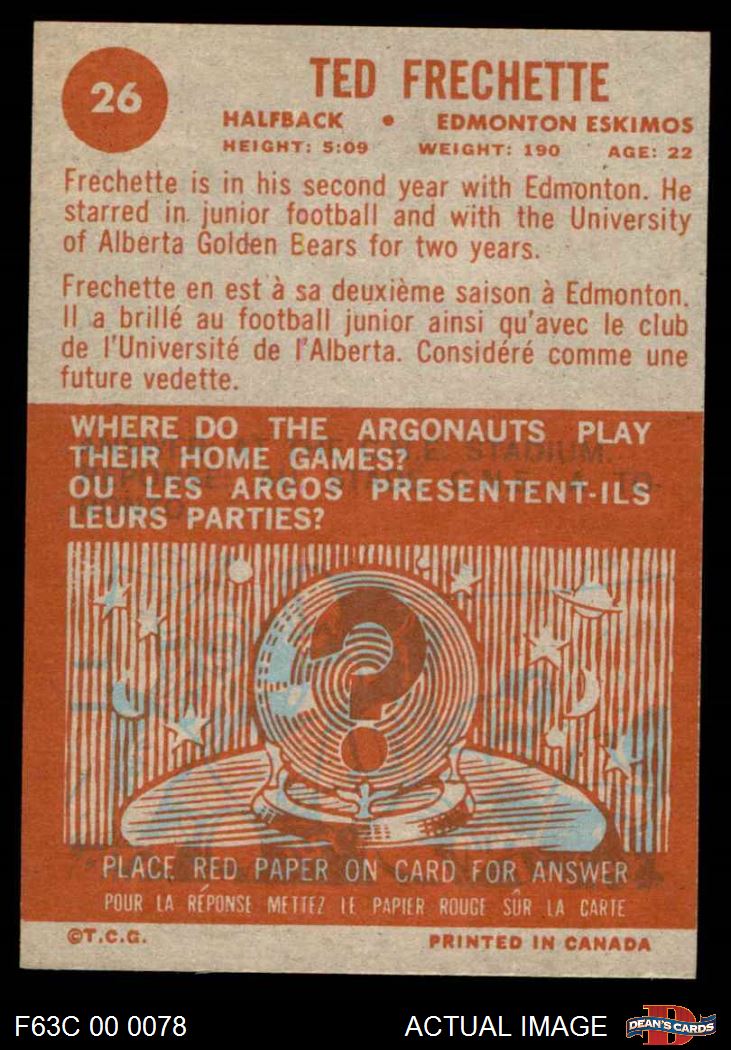 26
TED FRECHETTE
HALFBACK • EDMONTON ESKIMOS
HEIGHT: 5:09 WEIGHT: 190 AGE: 22
Frechette is in his second year with Edmonton. He
starred in junior football and with the University
of Alberta Golden Bears for two years.
Frechette en est à sa deuxième saison à Edmonton.
Il a brillé au football junior ainsi qu'avec le club
de l'Université de l'Alberta. Considéré comme une
future vedette.
WHERE DO THE ARGONAUTS PLAY
THEIR HOME GAMES?
OU LES ARGOS PRESENTENT-ILS
LEURS PARTIES?
?
PLACE RED PAPER ON CARD FOR ANSWER
POUR LA RÉPONSE METTEZ LE PAPIER ROUGE SÛR LA CARTE
©T.C.G. PRINTED IN CANADA
F63C 00 0078 ACTUAL IMAGE DEAN'S CARDS